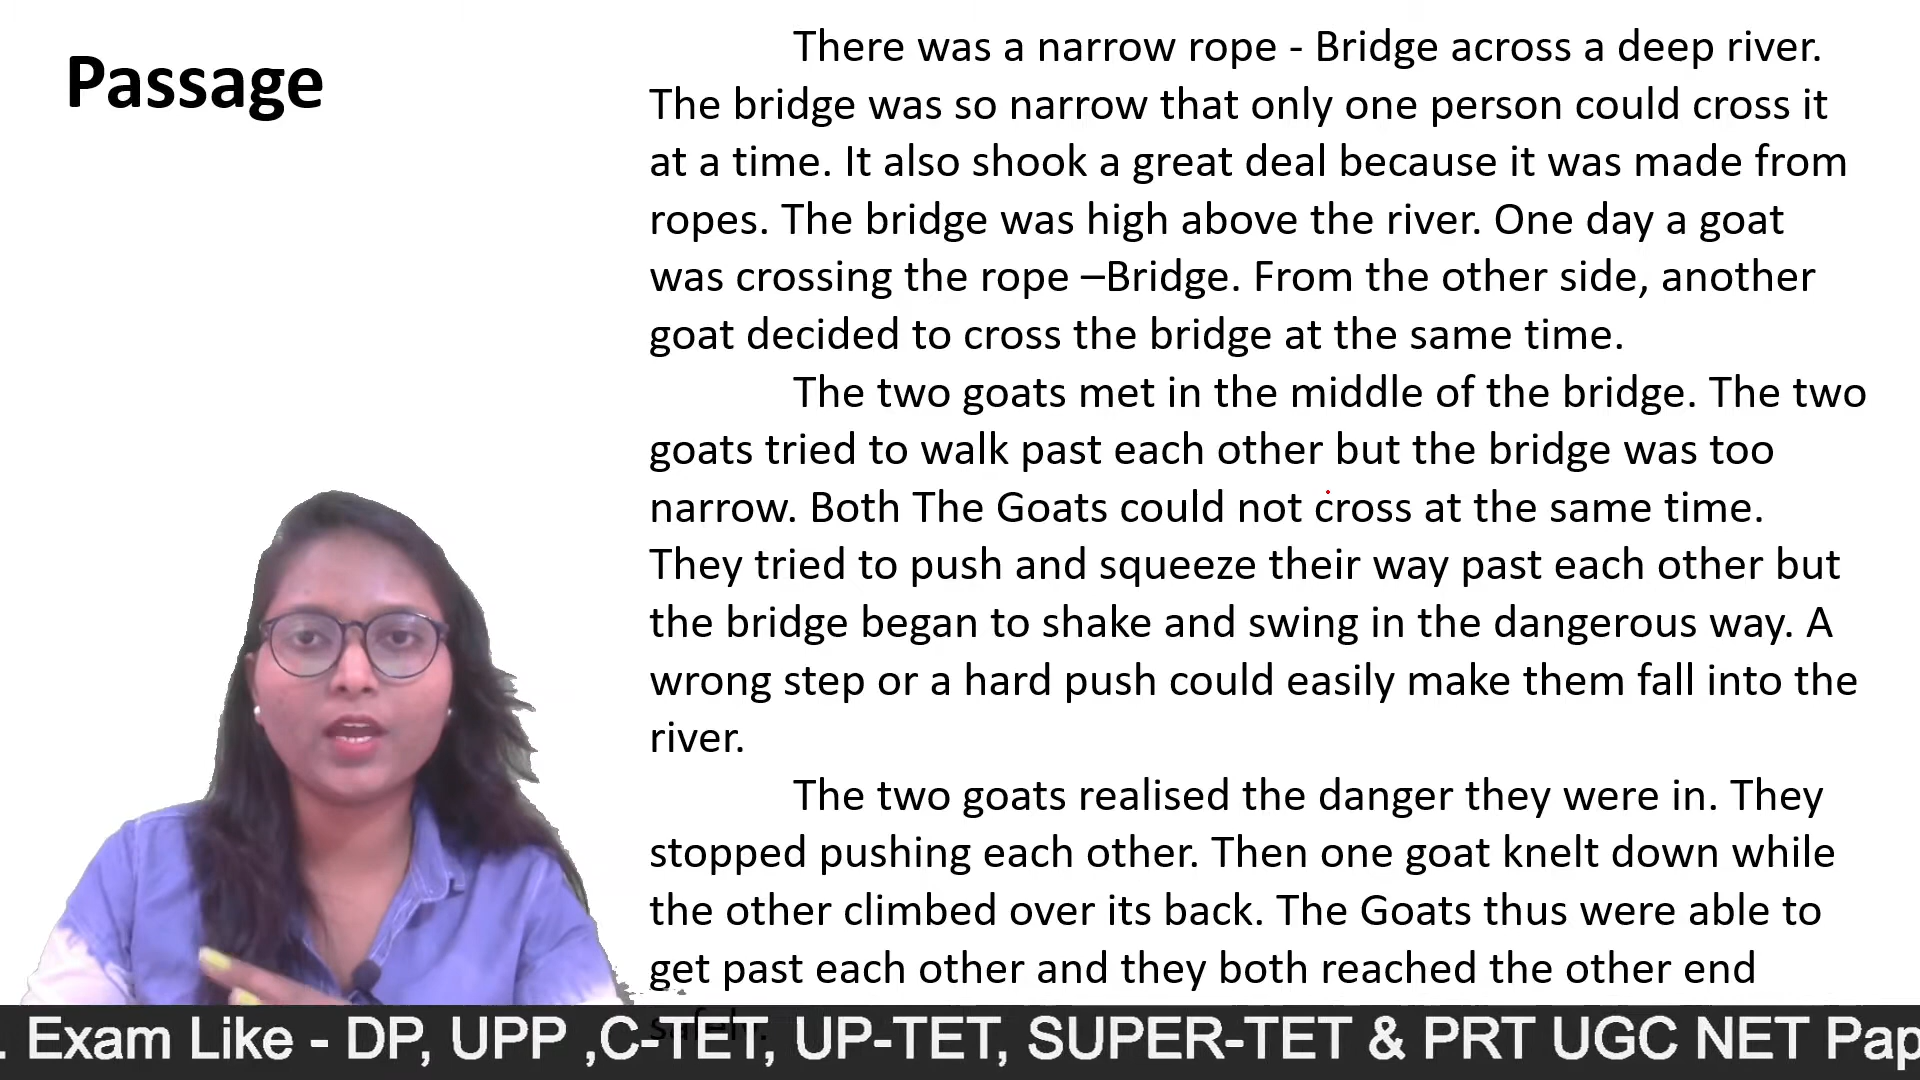 Passage
There was a narrow rope - Bridge across a deep river.
The bridge was so narrow that only one person could cross it
at a time. It also shook a great deal because it was made from
ropes. The bridge was high above the river. One day a goat
was crossing the rope –Bridge. From the other side, another
goat decided to cross the bridge at the same time.
The two goats met in the middle of the bridge. The two
goats tried to walk past each other but the bridge was too
narrow. Both The Goats could not cross at the same time.
They tried to push and squeeze their way past each other but
the bridge began to shake and swing in the dangerous way. A
wrong step or a hard push could easily make them fall into the
river.
The two goats realised the danger they were in. They
stopped pushing each other. Then one goat knelt down while
the other climbed over its back. The Goats thus were able to
get past each other and they both reached the other end
safely.
. Exam Like - DP, UPP ,C-TET, UP-TET, SUPER-TET & PRT UGC NET Pap